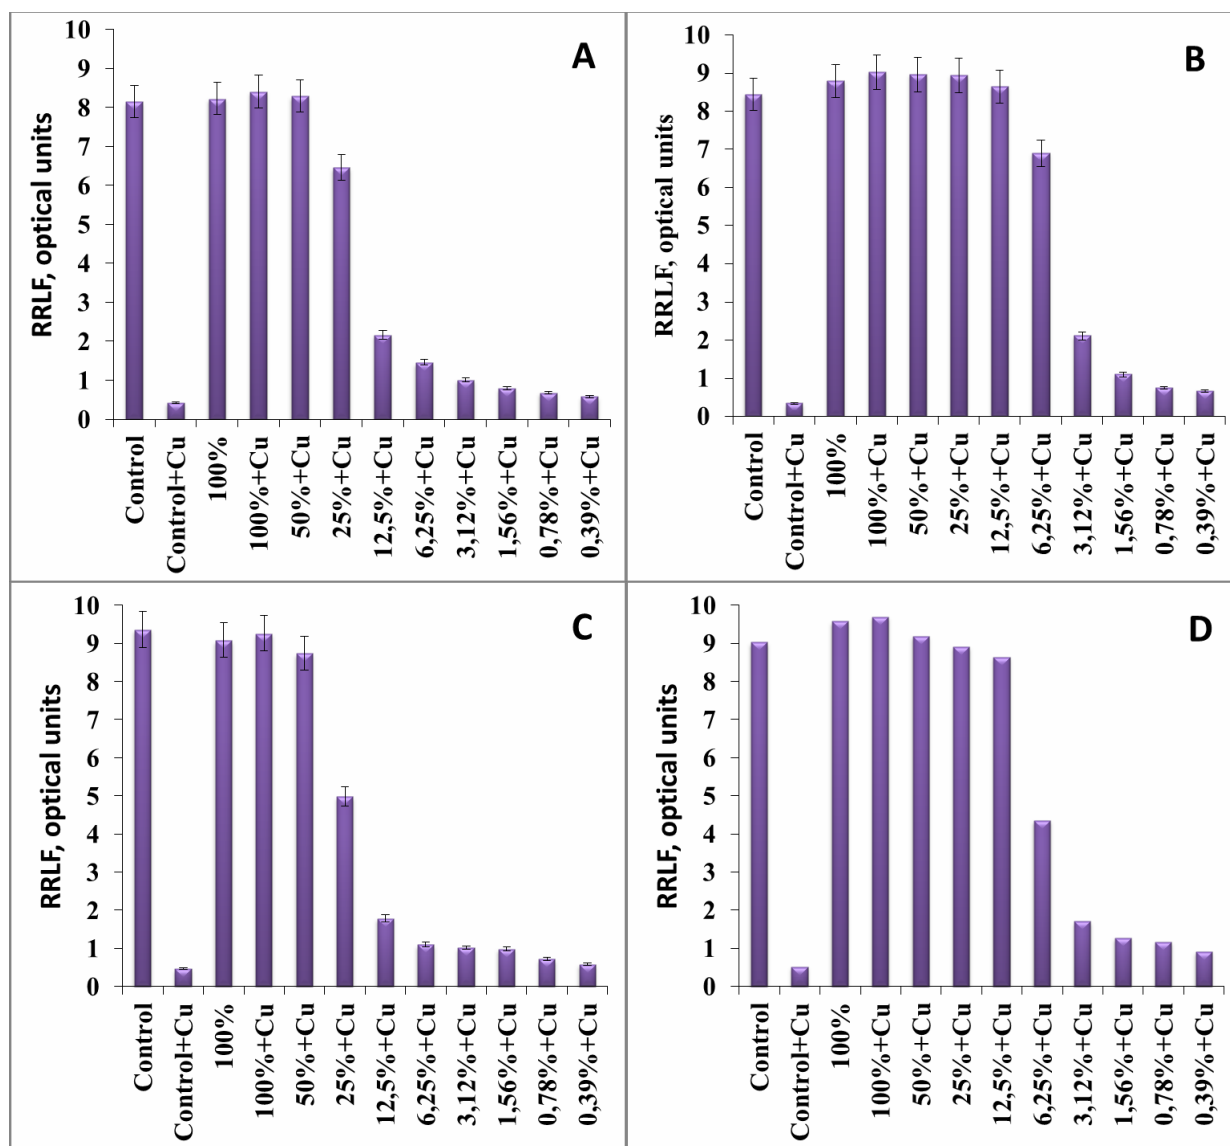 A
RRLF, optical units
10
9
8
7
6
5
4
3
2
1
0
Control
Control+Cu
100%
100%+Cu
50%+Cu
25%+Cu
12,5%+Cu
6,25%+Cu
3,12%+Cu
1,56%+Cu
0,78%+Cu
0,39%+Cu
B
RRLF, optical units
10
9
8
7
6
5
4
3
2
1
0
Control
Control+Cu
100%
100%+Cu
50%+Cu
25%+Cu
12,5%+Cu
6,25%+Cu
3,12%+Cu
1,56%+Cu
0,78%+Cu
0,39%+Cu
C
RRLF, optical units
10
9
8
7
6
5
4
3
2
1
0
Control
Control+Cu
100%
100%+Cu
50%+Cu
25%+Cu
12,5%+Cu
6,25%+Cu
3,12%+Cu
1,56%+Cu
0,78%+Cu
0,39%+Cu
D
RRLF, optical units
10
9
8
7
6
5
4
3
2
1
0
Control
Control+Cu
100%
100%+Cu
50%+Cu
25%+Cu
12,5%+Cu
6,25%+Cu
3,12%+Cu
1,56%+Cu
0,78%+Cu
0,39%+Cu